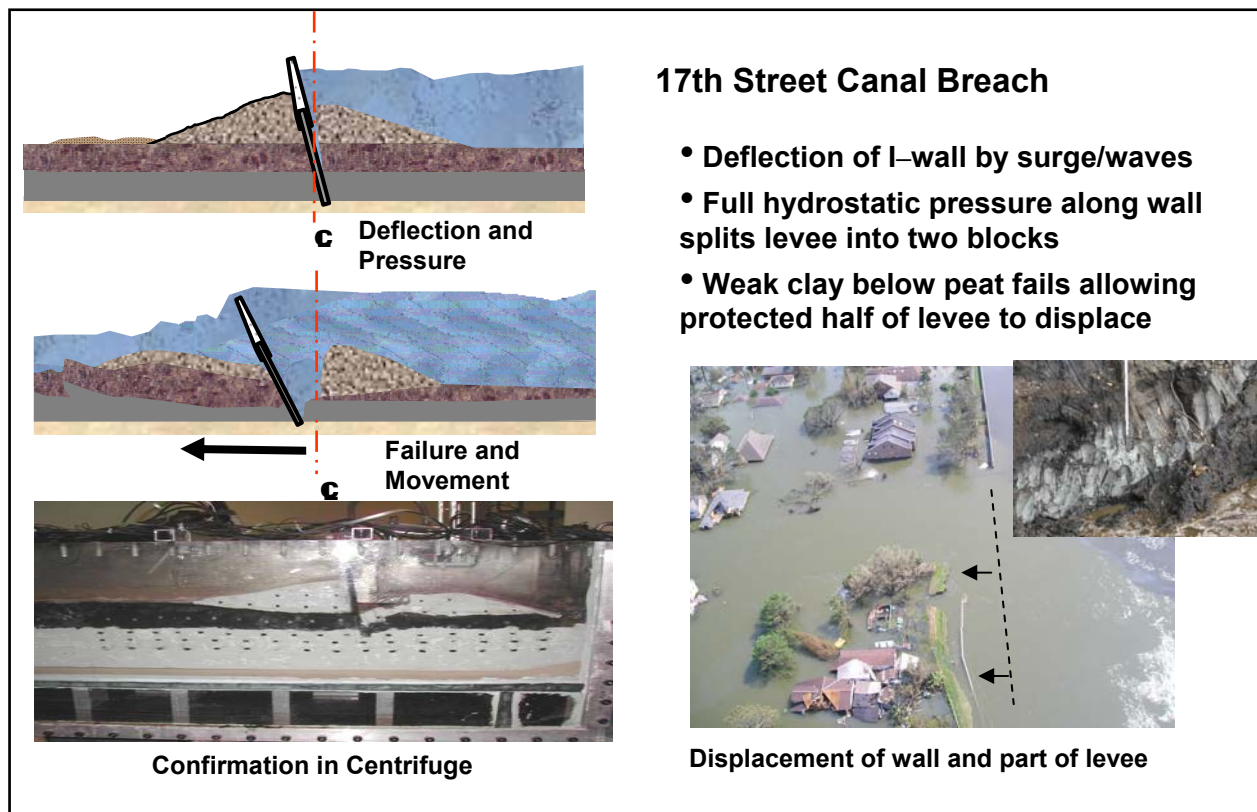 17th Street Canal Breach
• Deflection of I–wall by surge/waves
• Full hydrostatic pressure along wall
splits levee into two blocks
• Weak clay below peat fails allowing
protected half of levee to displace
℄
Deflection and
Pressure
Failure and
Movement
℄
Confirmation in Centrifuge
Displacement of wall and part of levee